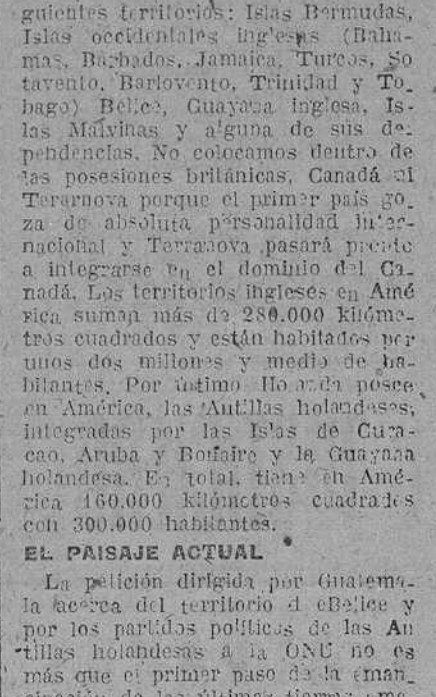 guientes territorios: Islas Bermudas,
Islas occidentales inglesas (Baha-
mas, Barbados, Jamaica, Turcos, So
tavento, Barlovento, Trinidad y To_
bago) Bélice, Guayana inglesa, Is-
las Malvinas y alguna de sus de-
pendencias. No colocamos dentro de
las posesiones británicas, Canadá ni
Terarnova porque el primer país go_
za de absoluta personalidad inter-
nacional y Terranova pasará pronto
a integrarse en el dominio del Ca-
nadá. Los territorios ingleses en Amé
rica suman más de 280.000 kilóme-
tros cuadrados y están habitados por
unos dos millones y medio de ha-
bitantes. Por último Holanda posee
en América, las Antillas holandesas,
integradas por las Islas de Cura-
cao, Aruba y Bonaire y la Guayana
holandesa. En total, tiene en Amé-
rica 160.000 kilómetros cuadrados
con 300.000 habitantes.
EL PAISAJE ACTUAL
La petición dirigida por Guatema-
la acerca del territorio d eBélice y
por los partidos políticos de las An
tillas holandesas a la ONU no es
más que el primer paso de la eman
de las últimas